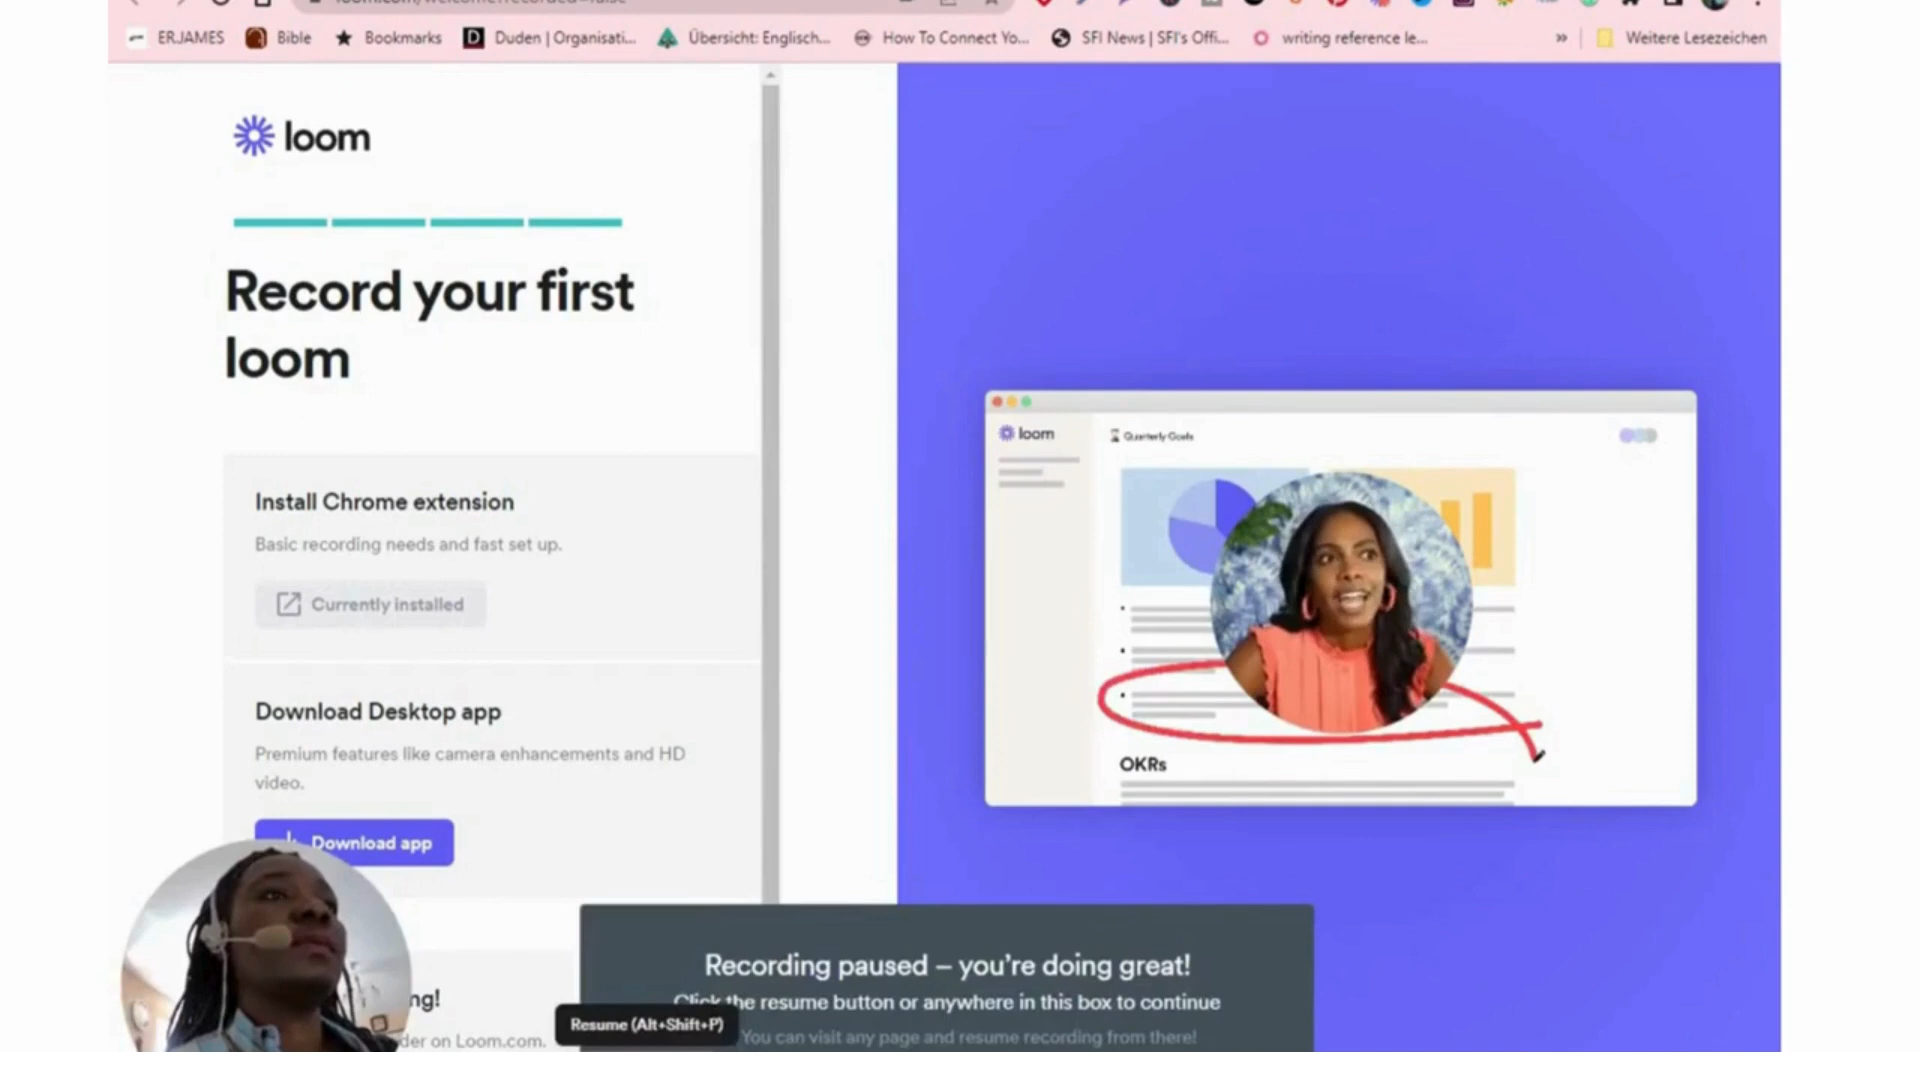 ERJAMES Bible Bookmarks Duden | Organisati... Übersicht: Englisch... How To Connect Yo... SFI News | SFI's Offi... writing reference le... » Weitere Lesezeichen
loom
Record your first
loom
Install Chrome extension
Basic recording needs and fast set up.
Currently installed
Download Desktop app
Premium features like camera enhancements and HD
video.
Download app
ng!
der on Loom.com.
loom
Quarterly Goals
OKRs
Recording paused – you're doing great!
Click the resume button or anywhere in this box to continue
Resume (Alt+Shift+P)
You can visit any page and resume recording from there!